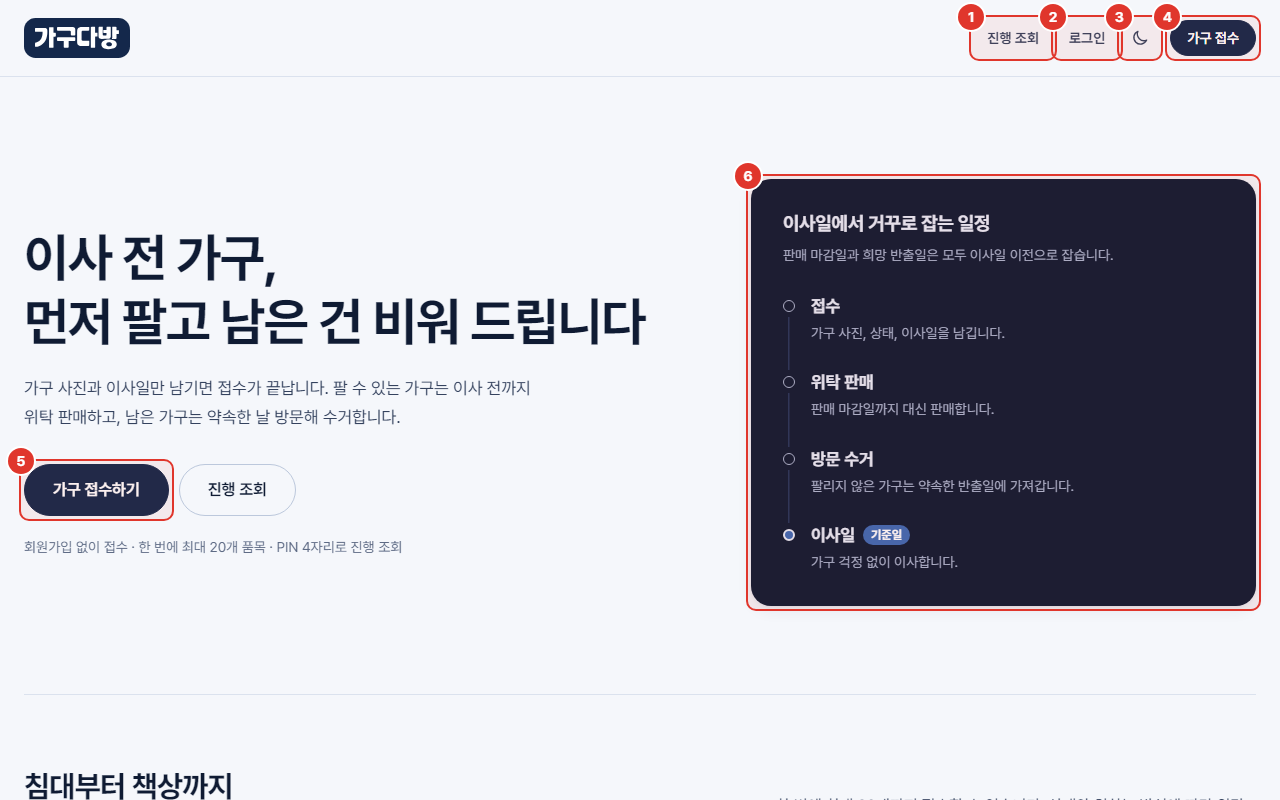 가구다방
1
진행 조회
2
로그인
3
4
가구 접수
이사 전 가구,
먼저 팔고 남은 건 비워 드립니다
가구 사진과 이사일만 남기면 접수가 끝납니다. 팔 수 있는 가구는 이사 전까지
위탁 판매하고, 남은 가구는 약속한 날 방문해 수거합니다.
5
가구 접수하기
진행 조회
회원가입 없이 접수 · 한 번에 최대 20개 품목 · PIN 4자리로 진행 조회
6
이사일에서 거꾸로 잡는 일정
판매 마감일과 희망 반출일은 모두 이사일 이전으로 잡습니다.
접수
가구 사진, 상태, 이사일을 남깁니다.
위탁 판매
판매 마감일까지 대신 판매합니다.
방문 수거
팔리지 않은 가구는 약속한 반출일에 가져갑니다.
이사일 기준일
가구 걱정 없이 이사합니다.
침대부터 책상까지